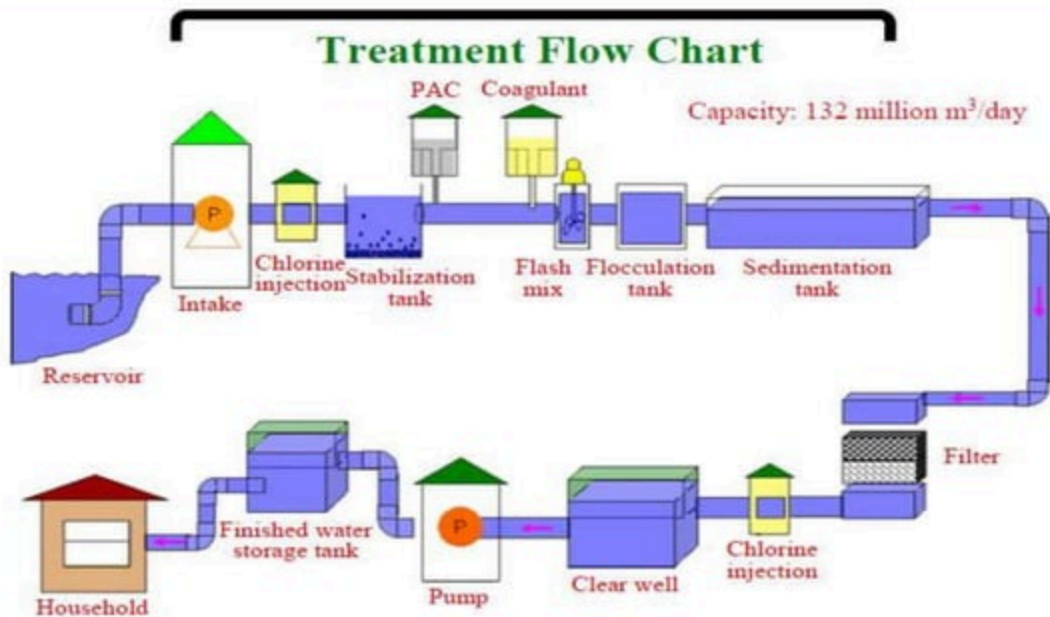 Treatment Flow Chart
PAC
Coagulant
Capacity: 132 million m³/day
P
Chlorine
injection
Stabilization
tank
Flash
mix
Flocculation
tank
Sedimentation
tank
Intake
Reservoir
Filter
P
Finished water
storage tank
Chlorine
injection
Clear well
Pump
Household